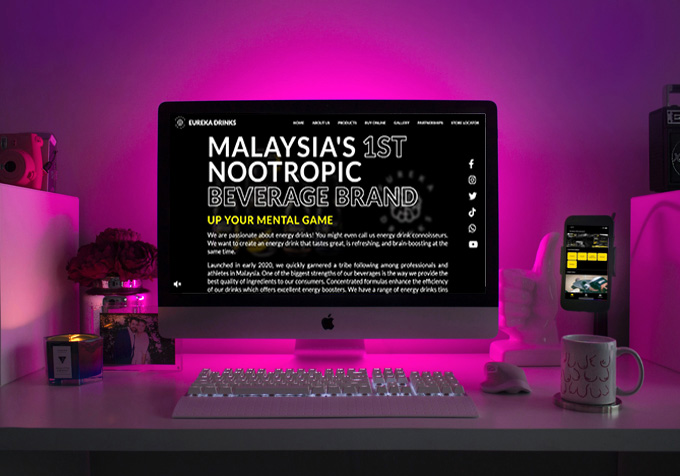 EUREKA DRINKS
HOME ABOUT US PRODUCTS BUY ONLINE GALLERY PARTNERSHIPS STORE LOCATOR
MALAYSIA'S 1ST
NOOTROPIC
BEVERAGE BRAND
UP YOUR MENTAL GAME
We are passionate about energy drinks! You might even call us energy drink connoisseurs.
We want to create an energy drink that tastes great, is refreshing, and brain-boosting at the
same time.
Launched in early 2020, we quickly garnered a tribe following among professionals and
athletes in Malaysia. One of the biggest strengths of our beverages is the way we provide the
best quality of ingredients to our consumers. Concentrated formulas enhance the efficiency
of our drinks which offers excellent energy boosters. We have a range of energy drinks tins